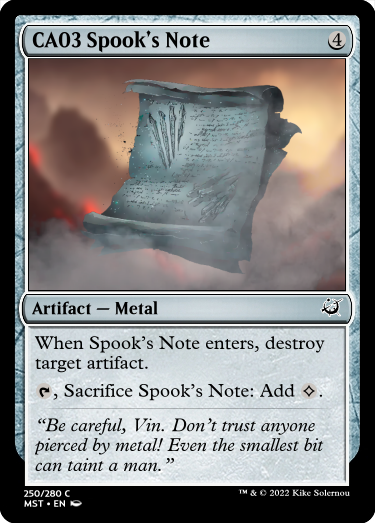 CA03 Spook's Note
4
Artifact — Metal
When Spook's Note enters, destroy
target artifact.
, Sacrifice Spook's Note: Add .
"Be careful, Vin. Don't trust anyone
pierced by metal! Even the smallest bit
can taint a man."
250/280 C
MST • EN
™ & © 2022 Kike Solernou